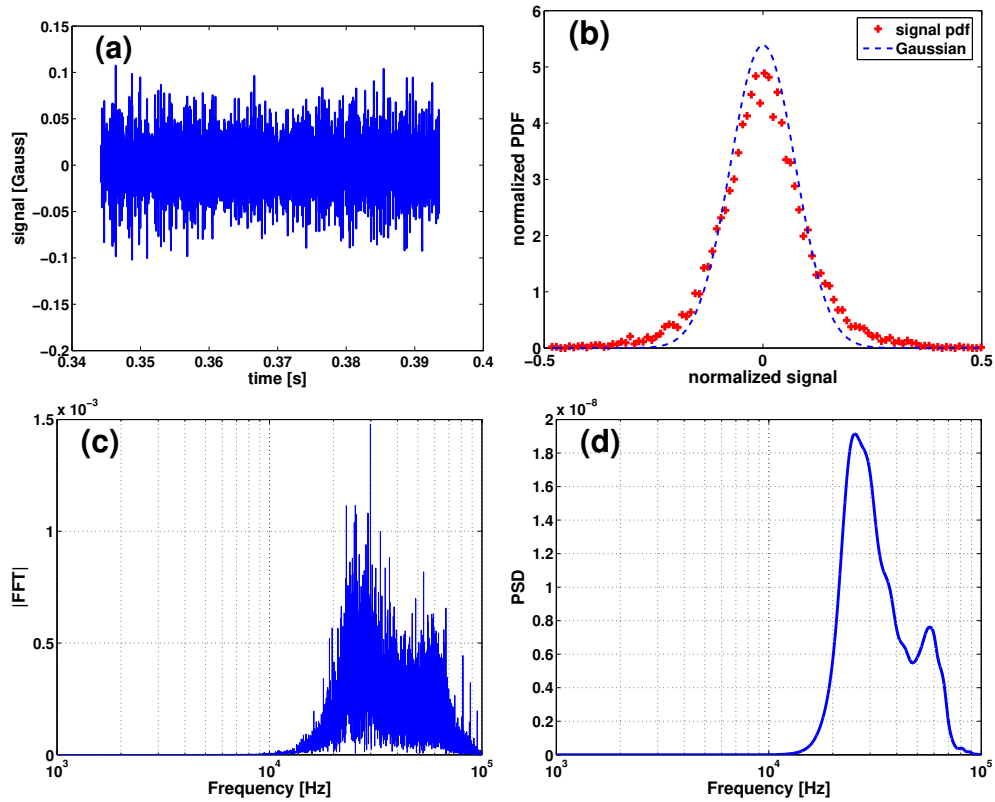 (a)
0.15
0.1
0.05
0
−0.05
−0.1
−0.15
−0.2
signal [Gauss]
0.34 0.35 0.36 0.37 0.38 0.39 0.4
time [s]
(b)
signal pdf
Gaussian
6
5
4
3
2
1
0
normalized PDF
−0.5 0 0.5
normalized signal
x 10−3
(c)
1.5
1
0.5
0
|FFT|
10^3 10^4 10^5
Frequency [Hz]
x 10−8
(d)
2
1.8
1.6
1.4
1.2
1
0.8
0.6
0.4
0.2
0
PSD
10^3 10^4 10^5
Frequency [Hz]